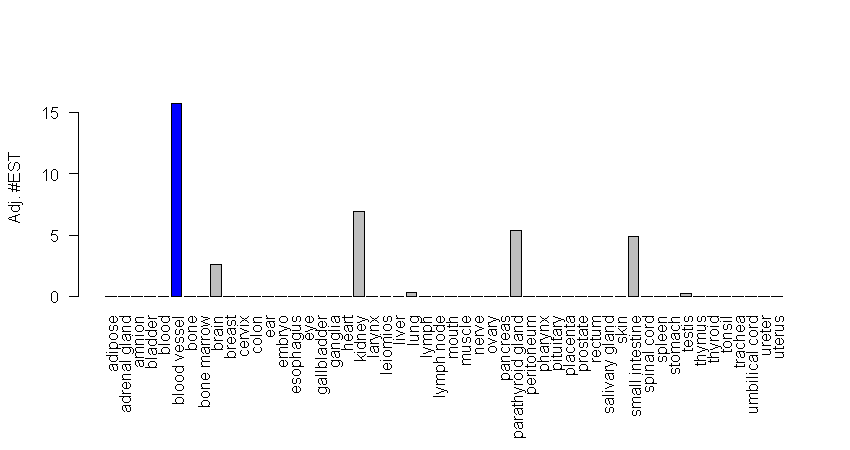 Adj. #EST
15
10
5
0
adipose
adrenal gland
amnion
bladder
blood
blood vessel
bone
bone marrow
brain
breast
cervix
colon
ear
embryo
esophagus
eye
gallbladder
ganglia
heart
kidney
larynx
leiomios
liver
lung
lymph
lymph node
mouth
muscle
nerve
ovary
pancreas
parathyroid gland
peritoneum
pharynx
pituitary
placenta
prostate
rectum
salivary gland
skin
small intestine
spinal cord
spleen
stomach
testis
thymus
thyroid
tonsil
trachea
umbilical cord
ureter
uterus